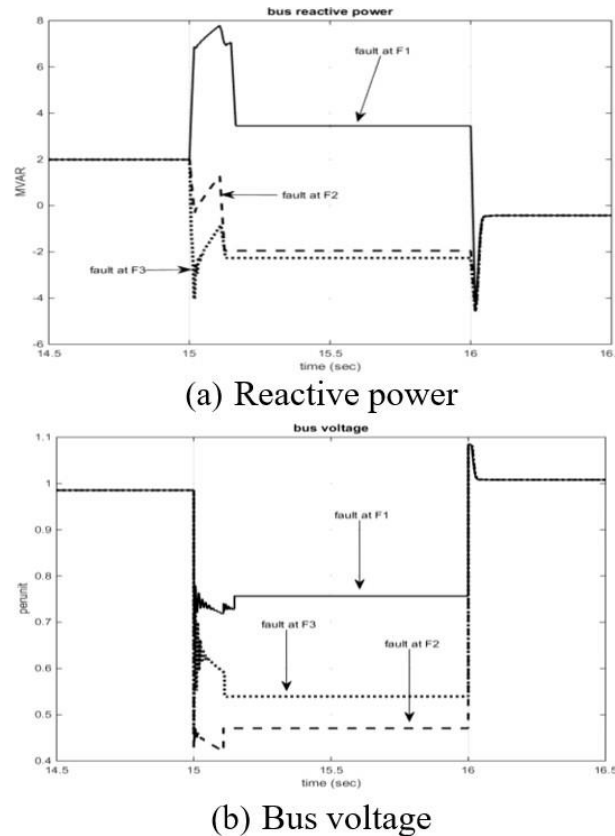 bus reactive power
8
6
4
2
0
-2
-4
-6
MVAR
fault at F1
fault at F2
fault at F3
14.5 15 15.5 16 16.5
time (sec)
(a) Reactive power
bus voltage
1.1
1
0.9
0.8
0.7
0.6
0.5
0.4
perunit
fault at F1
fault at F3
fault at F2
14.5 15 15.5 16 16.5
time (sec)
(b) Bus voltage